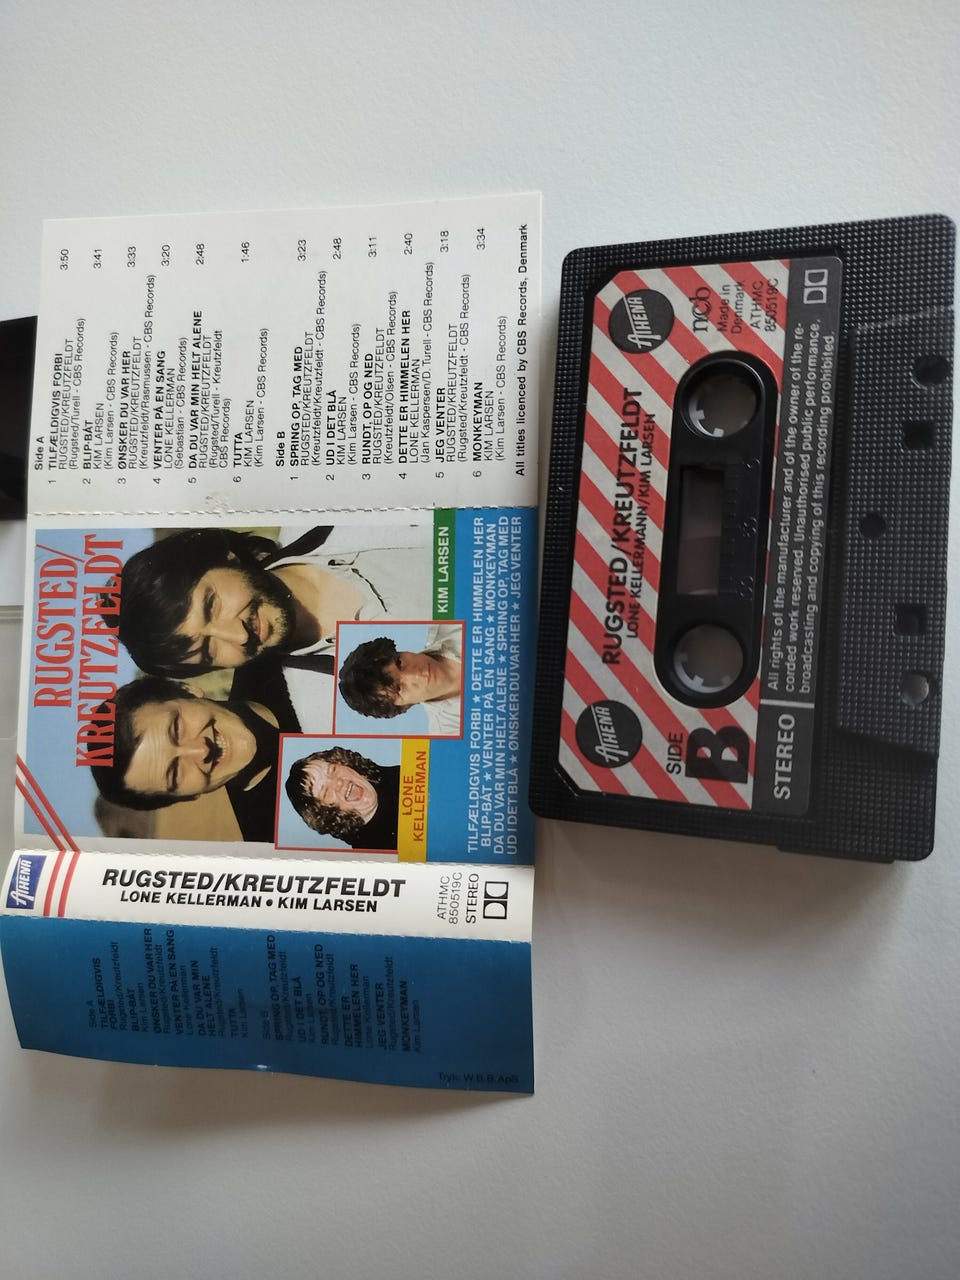 Side A
1 TILFÆLDIGVIS FORBI 3:50
RUGSTED/KREUTZFELDT
(Rugsted/Turell - CBS Records)
2 BLIP-BÅT 3:41
KIM LARSEN
(Kim Larsen - CBS Records)
3 ØNSKER DU VAR HER 3:33
RUGSTED/KREUTZFELDT
(Kreutzfeldt/Rasmussen - CBS Records)
4 VENTER PÅ EN SANG 3:20
LONE KELLERMAN
(Sebastian - CBS Records)
5 DA DU VAR MIN HELT ALENE 2:48
RUGSTED/KREUTZFELDT
(Rugsted/Turell - Kreutzfeldt
CBS Records)
6 TUTA 1:46
KIM LARSEN
(Kim Larsen - CBS Records)
Side B
1 SPRING OP, TAG MED 3:23
RUGSTED/KREUTZFELDT
(Kreutzfeldt/Kreutzfeldt - CBS Records)
2 UD I DET BLÅ 2:48
KIM LARSEN
(Kim Larsen - CBS Records)
3 RUNDT, OP OG NED 3:11
RUGSTED/KREUTZFELDT
(Kreutzfeldt/Olsen - CBS Records)
4 DETTE ER HIMMELEN HER 2:40
LONE KELLERMAN
(Jan Kaspersen/D. Turell - CBS Records)
5 JEG VENTER 3:18
RUGSTED/KREUTZFELDT
(Rugsted/Kreutzfeldt - CBS Records)
6 MONKEYMAN 3:34
KIM LARSEN
(Kim Larsen - CBS Records)
All titles licenced by CBS Records, Denmark
RUGSTED/
KREUTZFELDT
KIM LARSEN
LONE
KELLERMAN
TILFÆLDIGVIS FORBI ★ DETTE ER HIMMELEN HER
BLIP-BÅT ★ VENTER PÅ EN SANG ★ MONKEYMAN
DA DU VAR MIN HELT ALENE ★ SPRING OP, TAG MED
UD I DET BLÅ ★ ØNSKER DU VAR HER ★ JEG VENTER
ATHENA
RUGSTED/KREUTZFELDT
LONE KELLERMAN • KIM LARSEN
ATHMC
850519C
STEREO
Side A
TILFÆLDIGVIS
FORBI
Rugsted/Kreutzfeldt
BLIP-BÅT
Kim Larsen
ØNSKER DU VAR HER
Rugsted/Kreutzfeldt
VENTER PÅ EN SANG
Lone Kellerman
DA DU VAR MIN
HELT ALENE
Rugsted/Kreutzfeldt
TUTA
Kim Larsen
Side B
SPRING OP, TAG MED
Rugsted/Kreutzfeldt
UD I DET BLÅ
Kim Larsen
RUNDT, OP OG NED
Rugsted/Kreutzfeldt
DETTE ER
HIMMELEN HER
Lone Kellerman
JEG VENTER
Rugsted/Kreutzfeldt
MONKEYMAN
Kim Larsen
Tryk: W.B.B. ApS
ATHENA
ATHENA
RUGSTED/KREUTZFELDT
LONE KELLERMANN/KIM LARSEN
ncb
Made in
Denmark
ATHMC
850519C
SIDE
B
STEREO
All rights of the manufacturer and of the owner of the re-
corded work reserved. Unauthorised public performance,
broadcasting and copying of this recording prohibited.